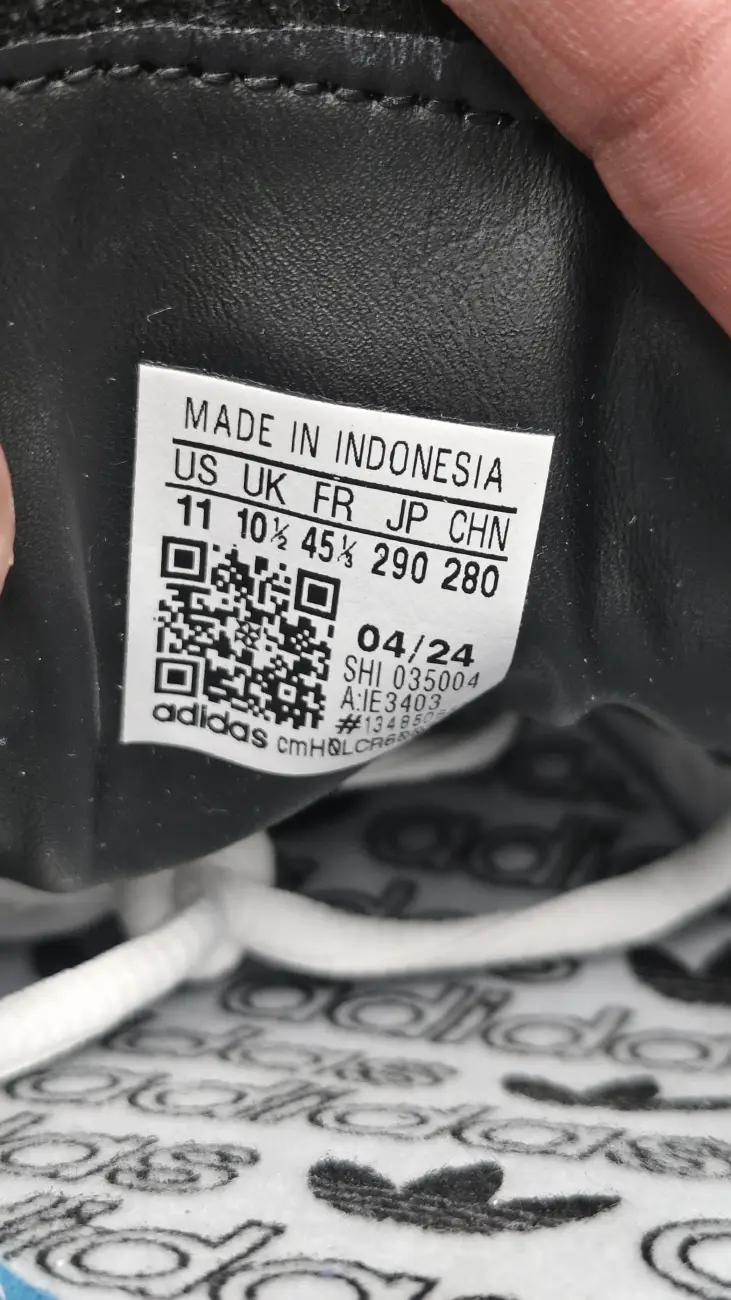 MADE IN INDONESIA
US UK FR JP CHN
11 10½ 45⅓ 290 280
04/24
SHI 035004
A:IE3403
adidas
adidas
adidas
adidas
adidas